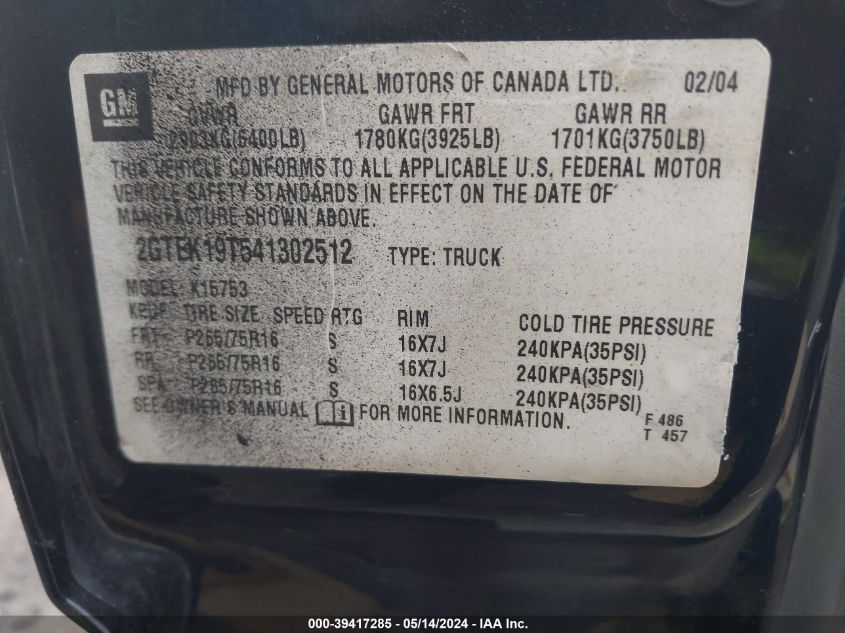 GM
MFD BY GENERAL MOTORS OF CANADA LTD. 02/04
GVWR GAWR FRT GAWR RR
2903KG(6400LB) 1780KG(3925LB) 1701KG(3750LB)
THIS VEHICLE CONFORMS TO ALL APPLICABLE U.S. FEDERAL MOTOR
VEHICLE SAFETY STANDARDS IN EFFECT ON THE DATE OF
MANUFACTURE SHOWN ABOVE.
2GTEK19T541302512 TYPE: TRUCK
MODEL: K15753
TIRE SIZE SPEED RTG RIM COLD TIRE PRESSURE
FRT P265/75R16 S 16X7J 240KPA(35PSI)
RR P265/75R16 S 16X7J 240KPA(35PSI)
SPA P265/75R16 S 16X6.5J 240KPA(35PSI)
SEE OWNER'S MANUAL FOR MORE INFORMATION.
F 486
T 457
000-39417285 - 05/14/2024 - IAA Inc.